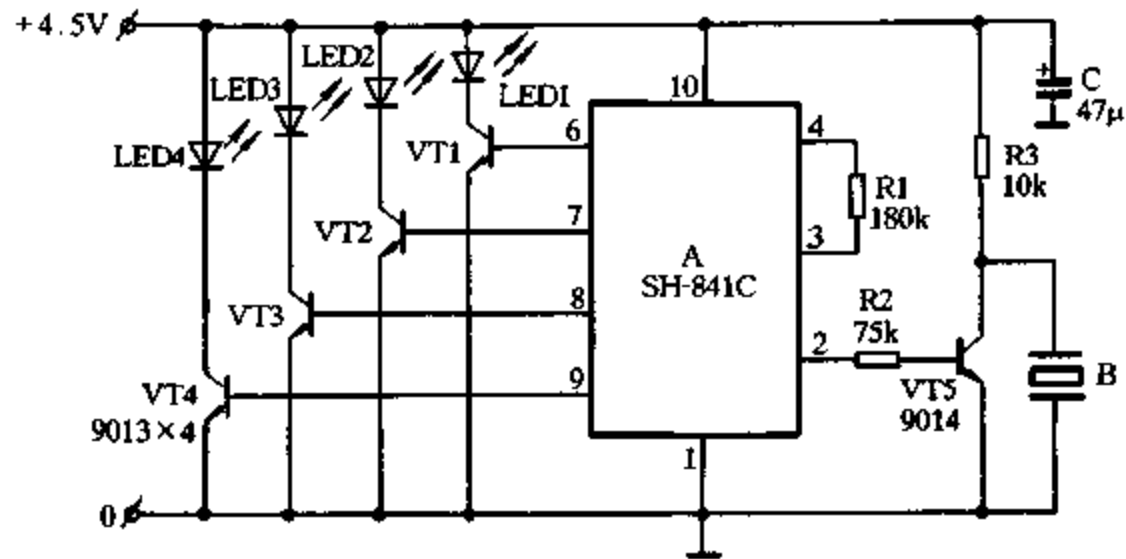 +4.5V
LED2
LED3
LED1
LED4
10
6
4
C
47μ
VT1
R3
10k
R1
180k
7
3
VT2
A
SH-841C
8
R2
75k
VT3
2
9
B
VT4
9013×4
VT5
9014
1
0